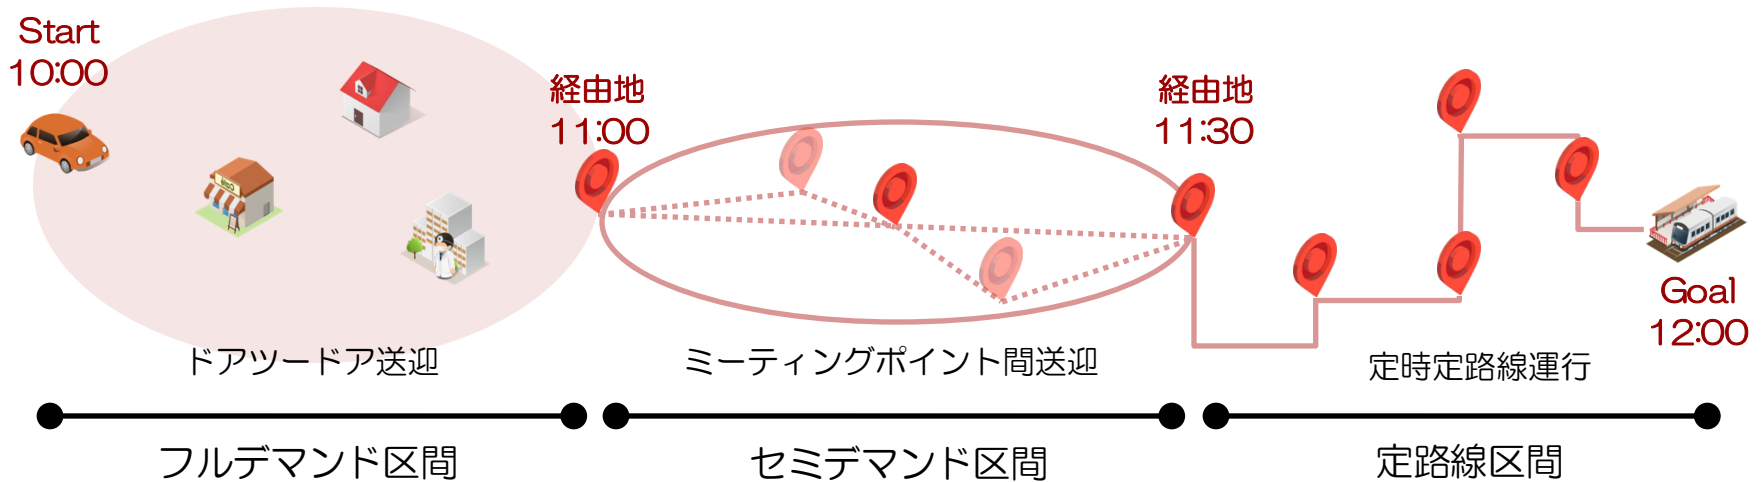 Start
10:00
経由地
11:00
経由地
11:30
Goal
12:00
ドアツードア送迎
ミーティングポイント間送迎
定時定路線運行
フルデマンド区間
セミデマンド区間
定路線区間